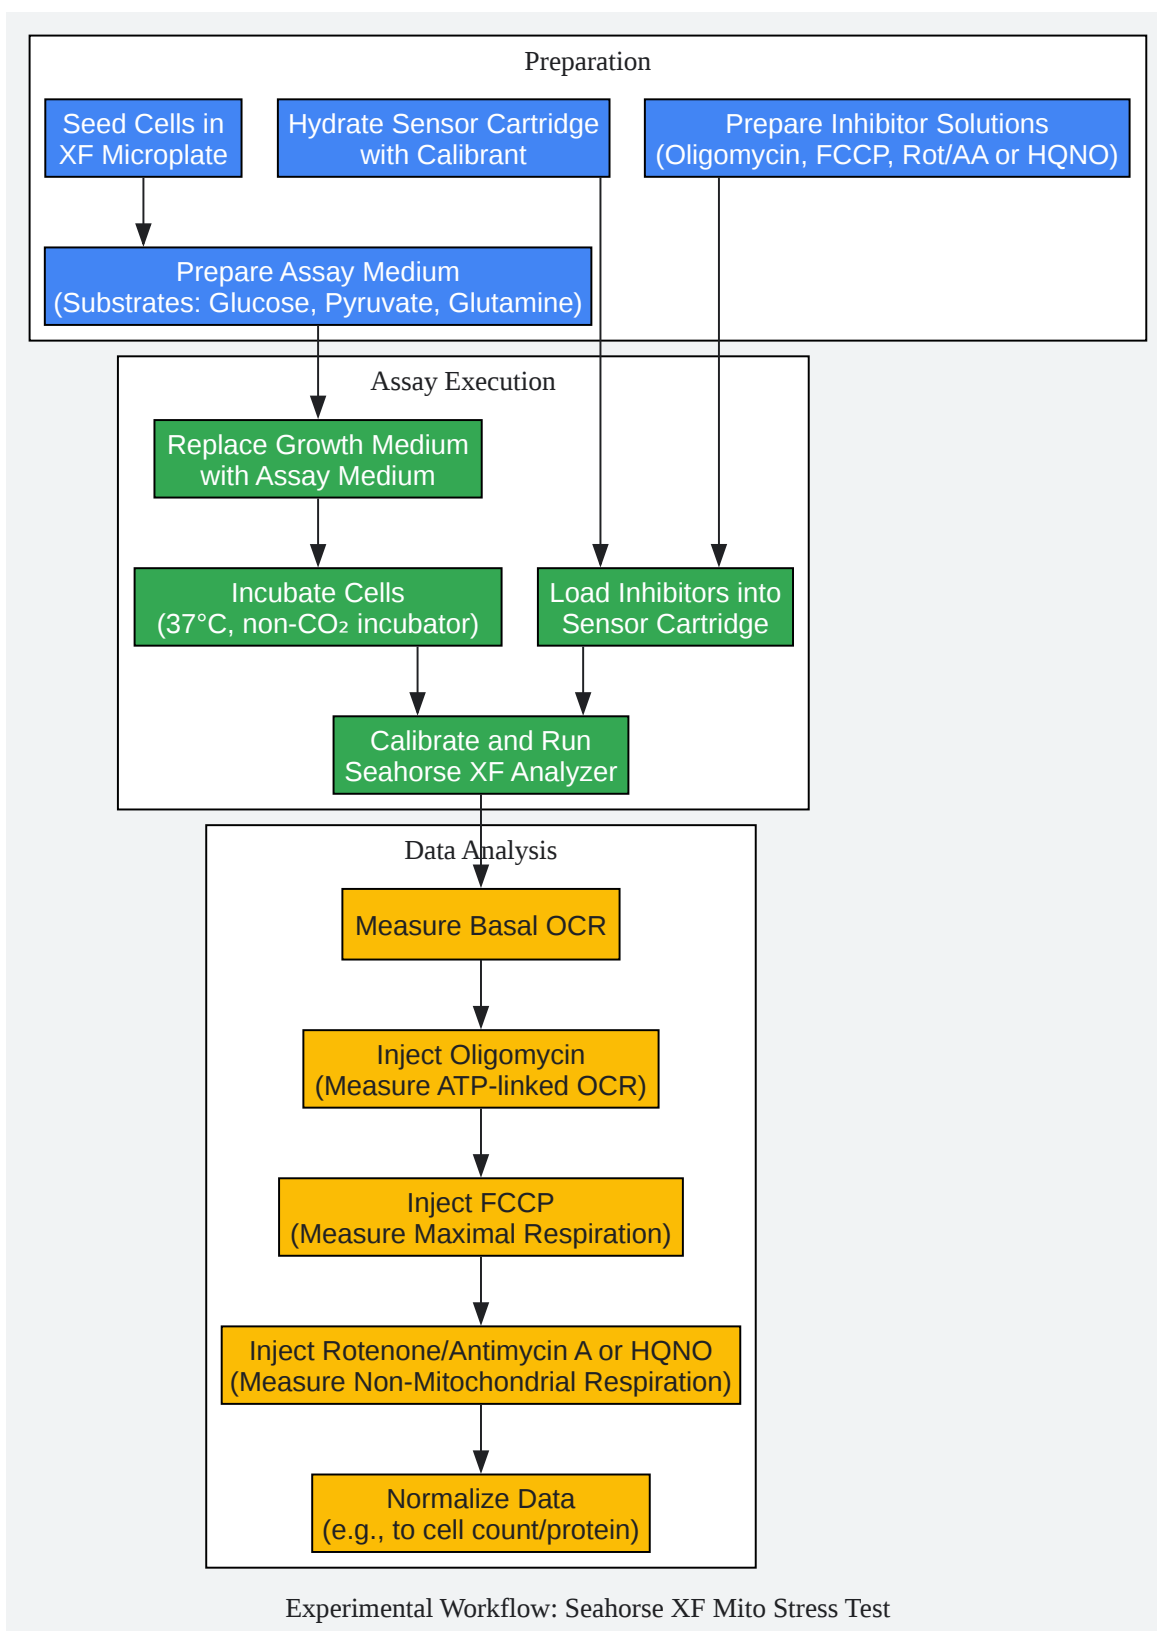 Preparation
Seed Cells in
XF Microplate
Hydrate Sensor Cartridge
with Calibrant
Prepare Inhibitor Solutions
(Oligomycin, FCCP, Rot/AA or HQNO)
Prepare Assay Medium
(Substrates: Glucose, Pyruvate, Glutamine)
Assay Execution
Replace Growth Medium
with Assay Medium
Incubate Cells
(37°C, non-CO₂ incubator)
Load Inhibitors into
Sensor Cartridge
Calibrate and Run
Seahorse XF Analyzer
Data Analysis
Measure Basal OCR
Inject Oligomycin
(Measure ATP-linked OCR)
Inject FCCP
(Measure Maximal Respiration)
Inject Rotenone/Antimycin A or HQNO
(Measure Non-Mitochondrial Respiration)
Normalize Data
(e.g., to cell count/protein)
Experimental Workflow: Seahorse XF Mito Stress Test